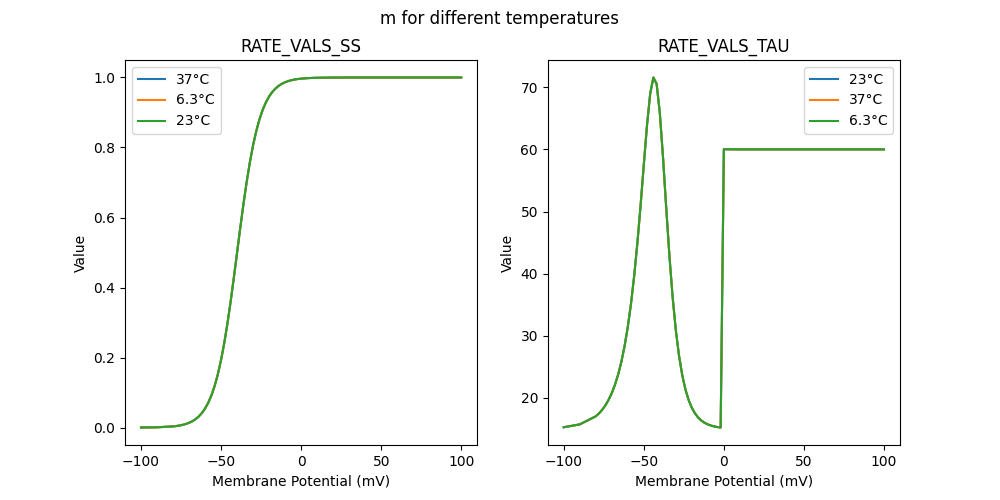 m for different temperatures
RATE_VALS_SS
1.0
0.8
0.6
0.4
0.2
0.0
Value
37°C
6.3°C
23°C
−100
−50
0
50
100
Membrane Potential (mV)
RATE_VALS_TAU
70
60
50
40
30
20
Value
23°C
37°C
6.3°C
−100
−50
0
50
100
Membrane Potential (mV)